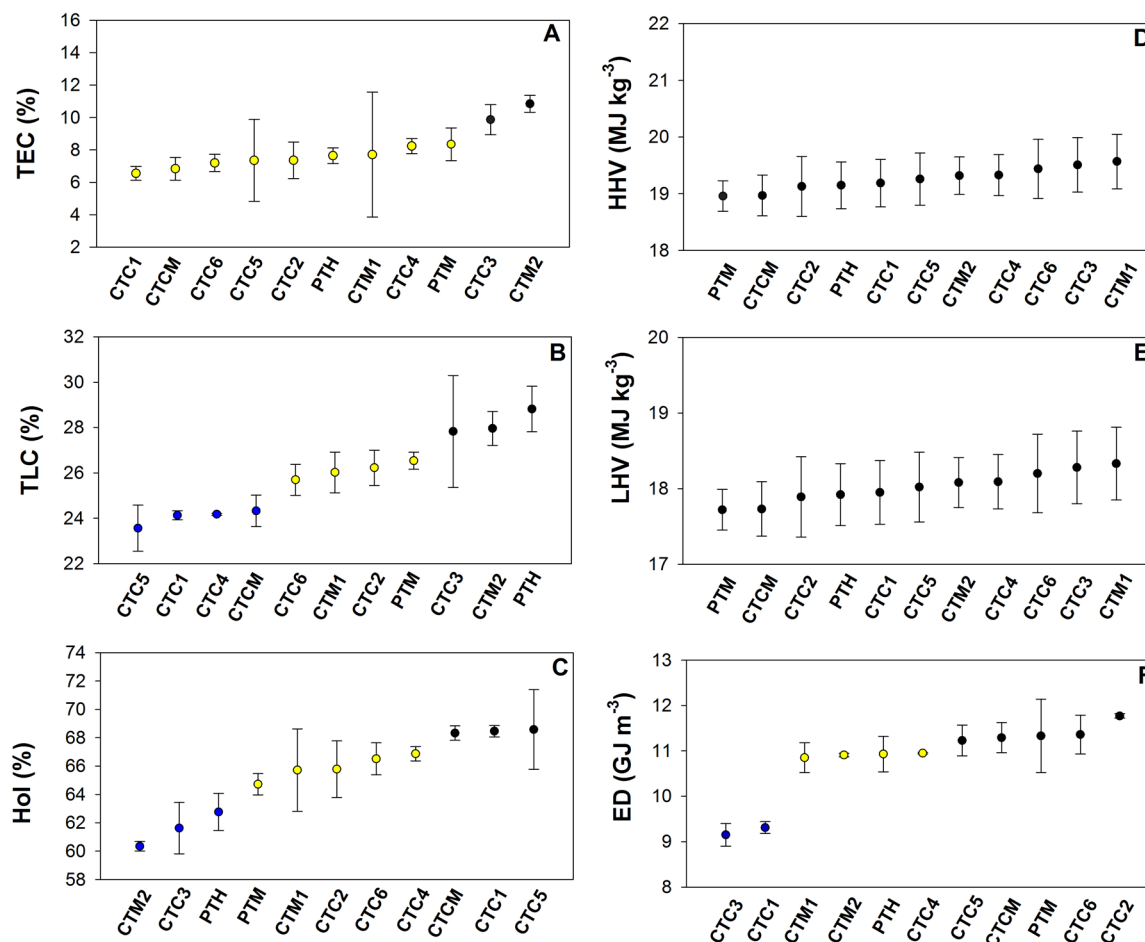 A
TEC (%)
16
14
12
10
8
6
4
2
CTC1 CTCM CTC6 CTC5 CTC2 PTH CTM1 CTC4 PTM CTC3 CTM2
B
TLC (%)
32
30
28
26
24
22
CTC5 CTC1 CTC4 CTCM CTC6 CTM1 CTC2 PTM CTC3 CTM2 PTH
C
Hol (%)
74
72
70
68
66
64
62
60
58
CTM2 CTC3 PTH PTM CTM1 CTC2 CTC6 CTC4 CTCM CTC1 CTC5
D
HHV (MJ kg⁻³)
22
21
20
19
18
PTM CTCM CTC2 PTH CTC1 CTC5 CTM2 CTC4 CTC6 CTC3 CTM1
E
LHV (MJ kg⁻³)
20
19
18
17
PTM CTCM CTC2 PTH CTC1 CTC5 CTM2 CTC4 CTC6 CTC3 CTM1
F
ED (GJ m⁻³)
13
12
11
10
9
8
CTC3 CTC1 CTM1 CTM2 PTH CTC4 CTC5 CTCM PTM CTC6 CTC2